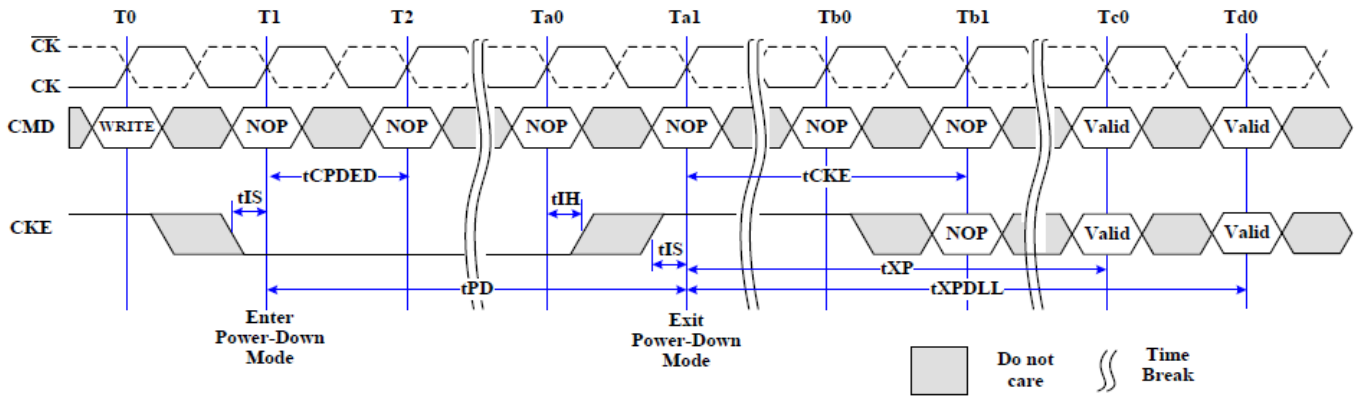 T0 T1 T2 Ta0 Ta1 Tb0 Tb1 Tc0 Td0
CK
CK
CMD WRITE NOP NOP NOP NOP NOP NOP Valid Valid
tCPDED tCKE
tIS tIH
CKE NOP Valid Valid
tIS
tXP
tPD tXPDLL
Enter
Power-Down
Mode
Exit
Power-Down
Mode
Do not
care
Time
Break